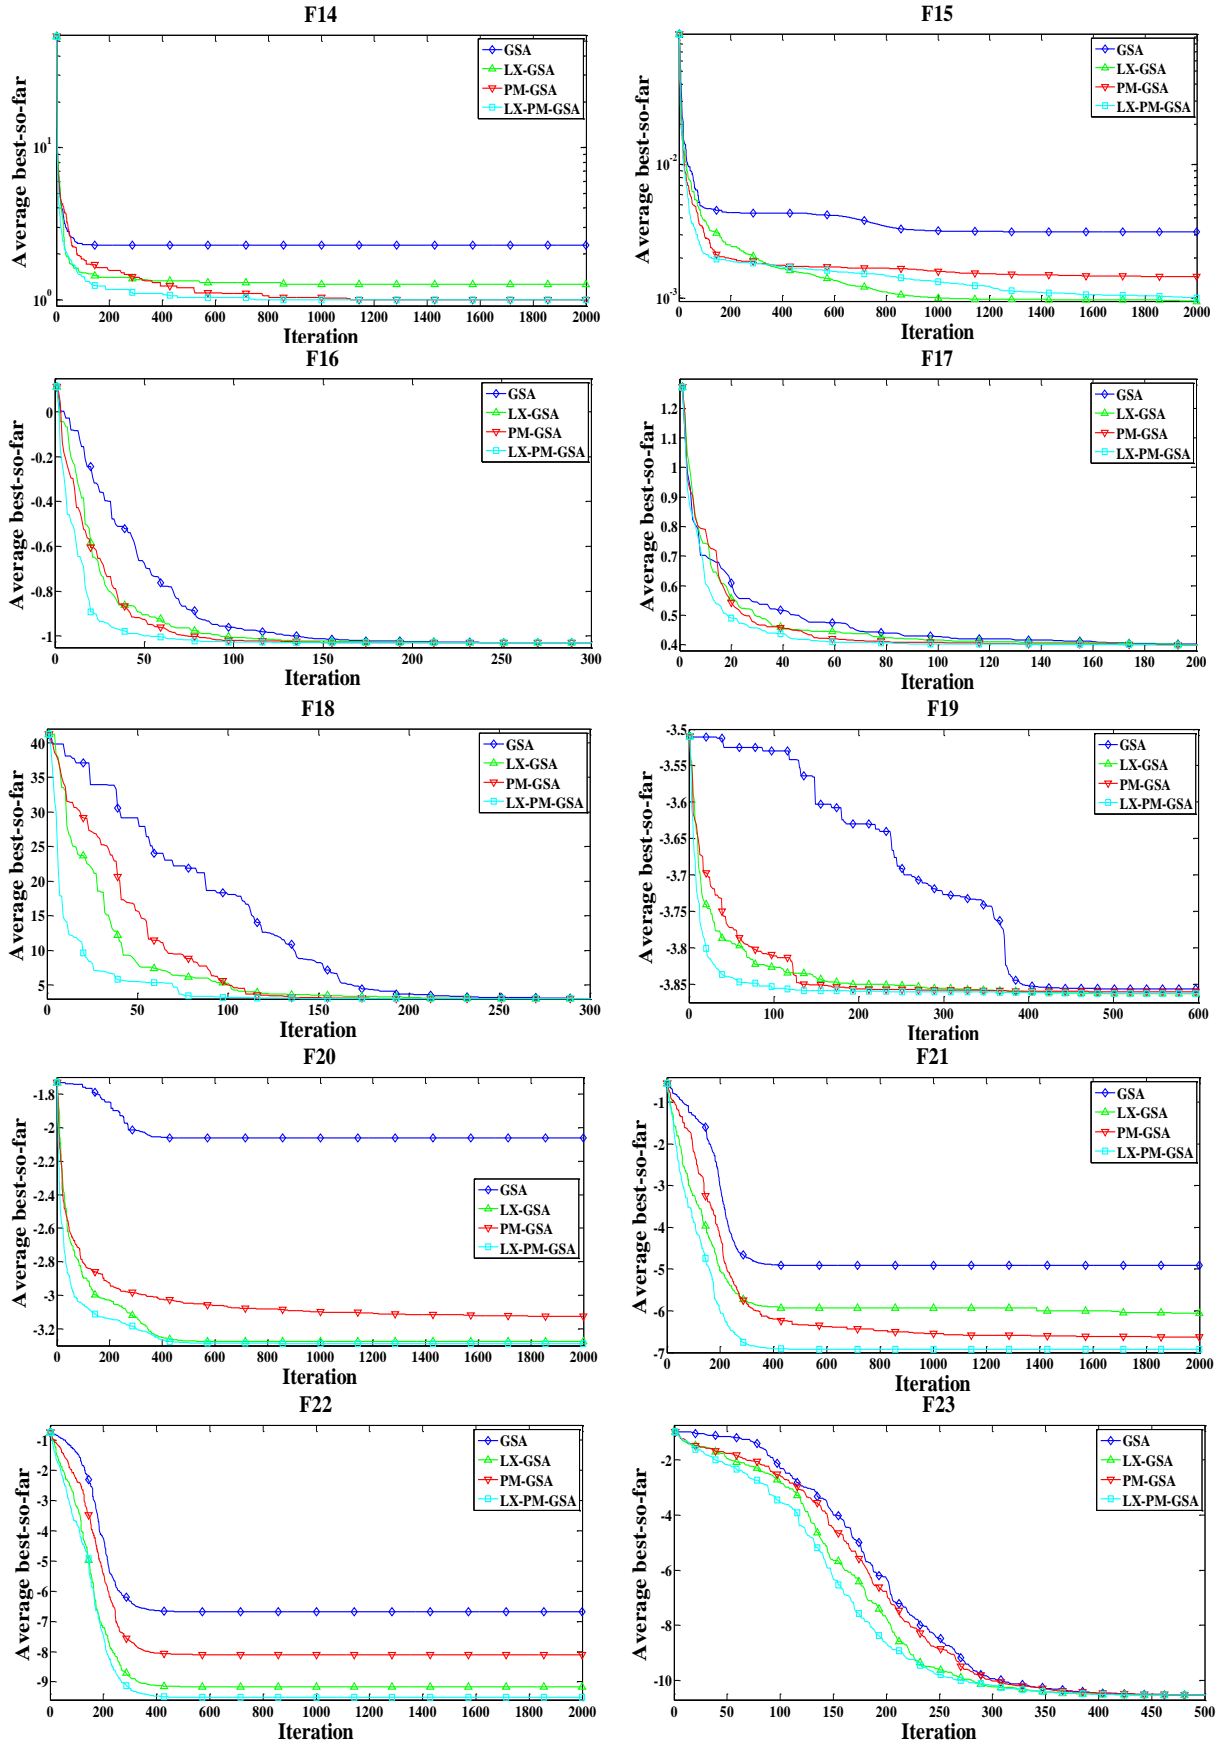 F14
Average best-so-far
10^1
10^0
0 200 400 600 800 1000 1200 1400 1600 1800 2000
Iteration
GSA
LX-GSA
PM-GSA
LX-PM-GSA
F15
Average best-so-far
10^-2
10^-3
0 200 400 600 800 1000 1200 1400 1600 1800 2000
Iteration
GSA
LX-GSA
PM-GSA
LX-PM-GSA
F16
Average best-so-far
0
-0.2
-0.4
-0.6
-0.8
-1
0 50 100 150 200 250 300
Iteration
GSA
LX-GSA
PM-GSA
LX-PM-GSA
F17
Average best-so-far
1.2
1.1
1
0.9
0.8
0.7
0.6
0.5
0.4
0 20 40 60 80 100 120 140 160 180 200
Iteration
GSA
LX-GSA
PM-GSA
LX-PM-GSA
F18
Average best-so-far
40
35
30
25
20
15
10
5
0 50 100 150 200 250 300
Iteration
GSA
LX-GSA
PM-GSA
LX-PM-GSA
F19
Average best-so-far
-3.5
-3.55
-3.6
-3.65
-3.7
-3.75
-3.8
-3.85
0 100 200 300 400 500 600
Iteration
GSA
LX-GSA
PM-GSA
LX-PM-GSA
F20
Average best-so-far
-1.8
-2
-2.2
-2.4
-2.6
-2.8
-3
-3.2
0 200 400 600 800 1000 1200 1400 1600 1800 2000
Iteration
GSA
LX-GSA
PM-GSA
LX-PM-GSA
F21
Average best-so-far
-1
-2
-3
-4
-5
-6
-7
0 200 400 600 800 1000 1200 1400 1600 1800 2000
Iteration
GSA
LX-GSA
PM-GSA
LX-PM-GSA
F22
Average best-so-far
-1
-2
-3
-4
-5
-6
-7
-8
-9
0 200 400 600 800 1000 1200 1400 1600 1800 2000
Iteration
GSA
LX-GSA
PM-GSA
LX-PM-GSA
F23
Average best-so-far
-2
-4
-6
-8
-10
0 50 100 150 200 250 300 350 400 450 500
Iteration
GSA
LX-GSA
PM-GSA
LX-PM-GSA